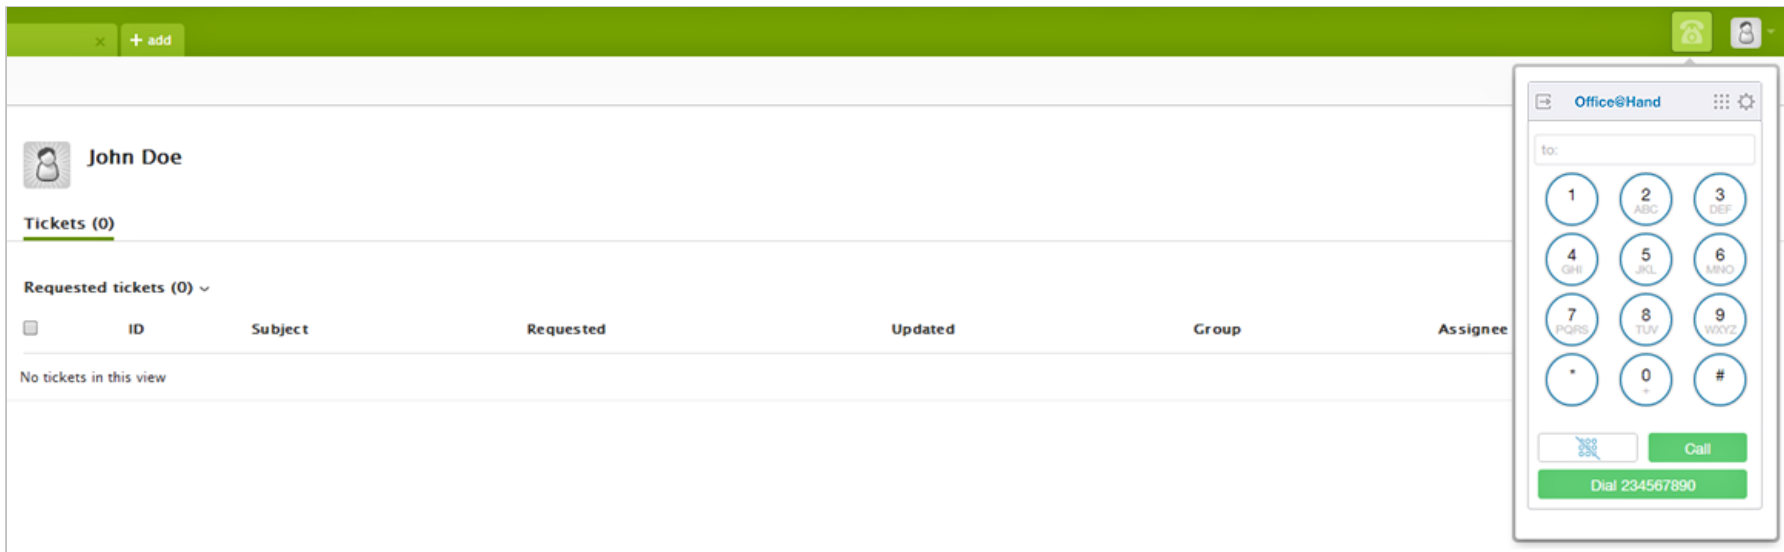 + add
John Doe
Tickets (0)
Requested tickets (0)
ID Subject Requested Updated Group Assignee
No tickets in this view
Office@Hand
to:
1 2 3
ABC DEF
4 5 6
GHI JKL MNO
7 8 9
PQRS TUV WXYZ
* 0 #
+
Call
Dial 234567890